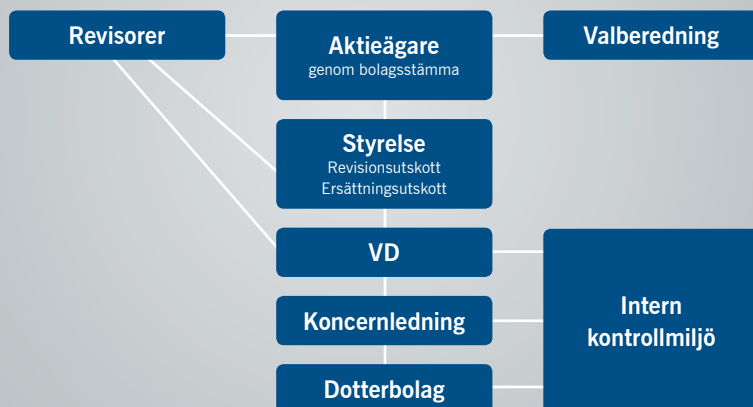 Revisorer
Aktieägare
genom bolagsstämma
Valberedning
Styrelse
Revisionsutskott
Ersättningsutskott
VD
Koncernledning
Dotterbolag
Intern
kontrollmiljö